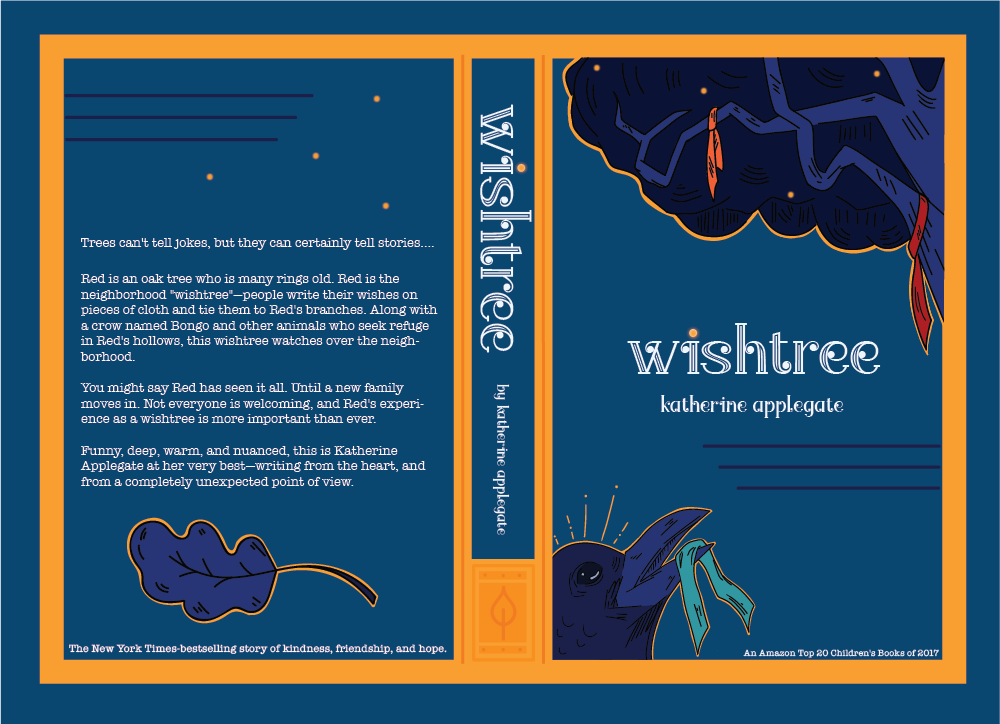 Trees can't tell jokes, but they can certainly tell stories....
Red is an oak tree who is many rings old. Red is the
neighborhood "wishtree"—people write their wishes on
pieces of cloth and tie them to Red's branches. Along with
a crow named Bongo and other animals who seek refuge
in Red's hollows, this wishtree watches over the neigh-
borhood.
You might say Red has seen it all. Until a new family
moves in. Not everyone is welcoming, and Red's experi-
ence as a wishtree is more important than ever.
Funny, deep, warm, and nuanced, this is Katherine
Applegate at her very best—writing from the heart, and
from a completely unexpected point of view.
The New York Times-bestselling story of kindness, friendship, and hope.
wishtree
by katherine applegate
wishtree
katherine applegate
An Amazon Top 20 Children's Books of 2017